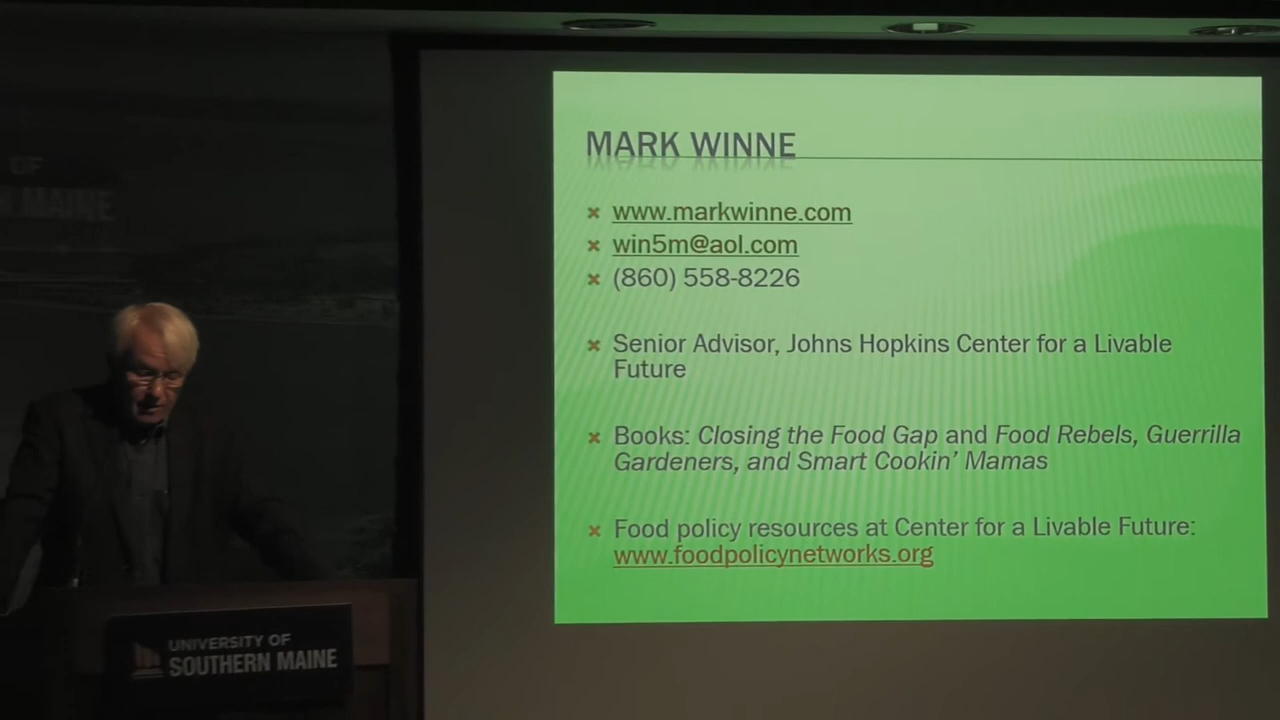 OF
MAINE
MARK WINNE
www.markwinne.com
win5m@aol.com
(860) 558-8226
Senior Advisor, Johns Hopkins Center for a Livable
Future
Books: Closing the Food Gap and Food Rebels, Guerrilla
Gardeners, and Smart Cookin’ Mamas
Food policy resources at Center for a Livable Future:
www.foodpolicynetworks.org
UNIVERSITY OF
SOUTHERN MAINE